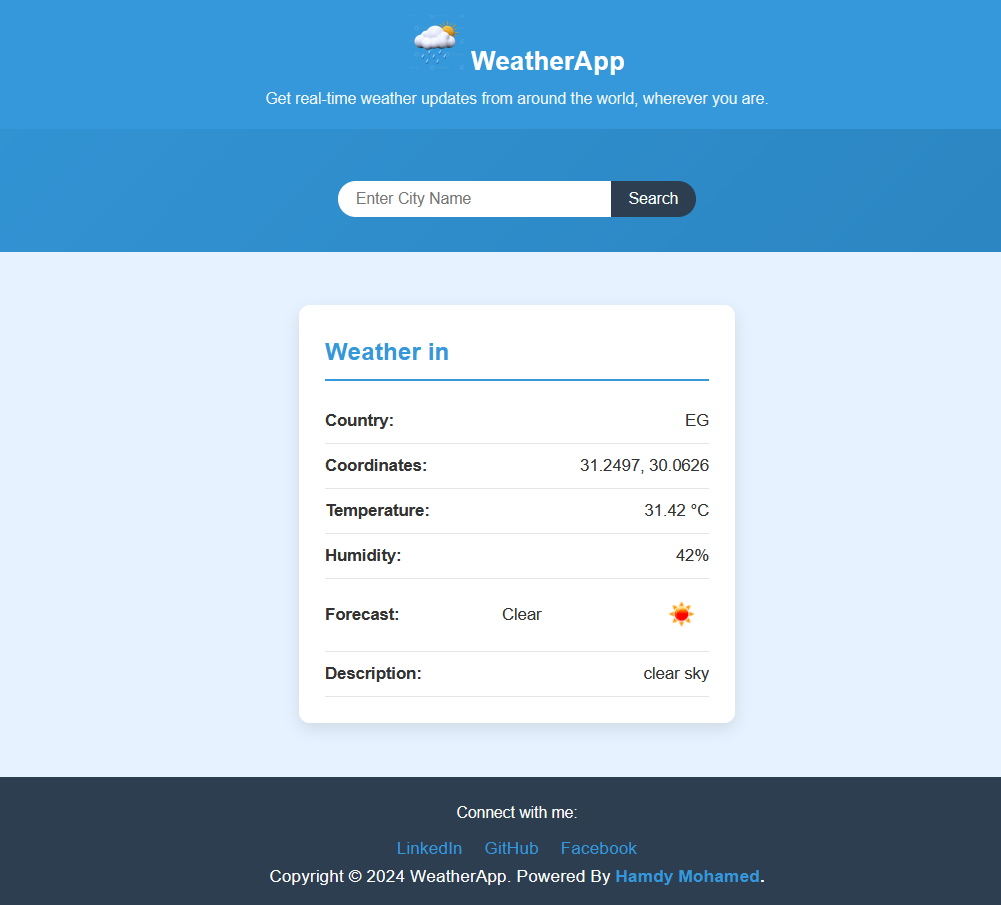 WeatherApp
Get real-time weather updates from around the world, wherever you are.
Enter City Name Search
Weather in
Country: EG
Coordinates: 31.2497, 30.0626
Temperature: 31.42 °C
Humidity: 42%
Forecast: Clear
Description: clear sky
Connect with me:
LinkedIn GitHub Facebook
Copyright © 2024 WeatherApp. Powered By Hamdy Mohamed.